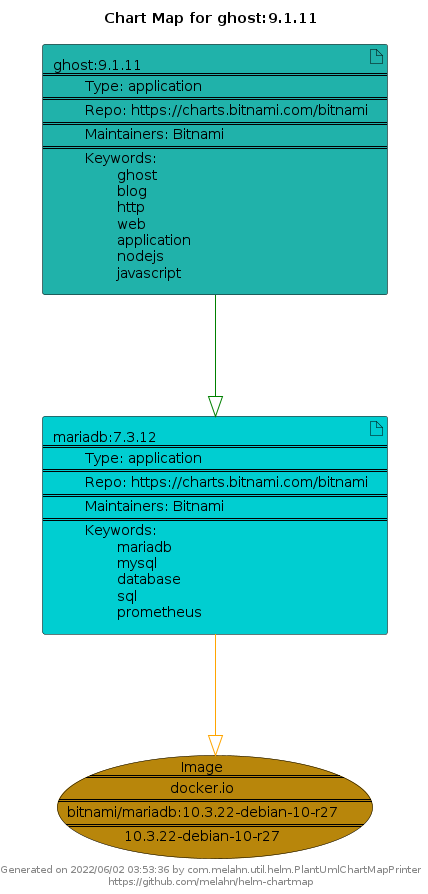 Chart Map for ghost:9.1.11
ghost:9.1.11
Type: application
Repo: https://charts.bitnami.com/bitnami
Maintainers: Bitnami
Keywords:
ghost
blog
http
web
application
nodejs
javascript
mariadb:7.3.12
Type: application
Repo: https://charts.bitnami.com/bitnami
Maintainers: Bitnami
Keywords:
mariadb
mysql
database
sql
prometheus
Image
docker.io
bitnami/mariadb:10.3.22-debian-10-r27
10.3.22-debian-10-r27
Generated on 2022/06/02 03:53:36 by com.melahn.util.helm.PlantUmlChartMapPrinter
https://github.com/melahn/helm-chartmap